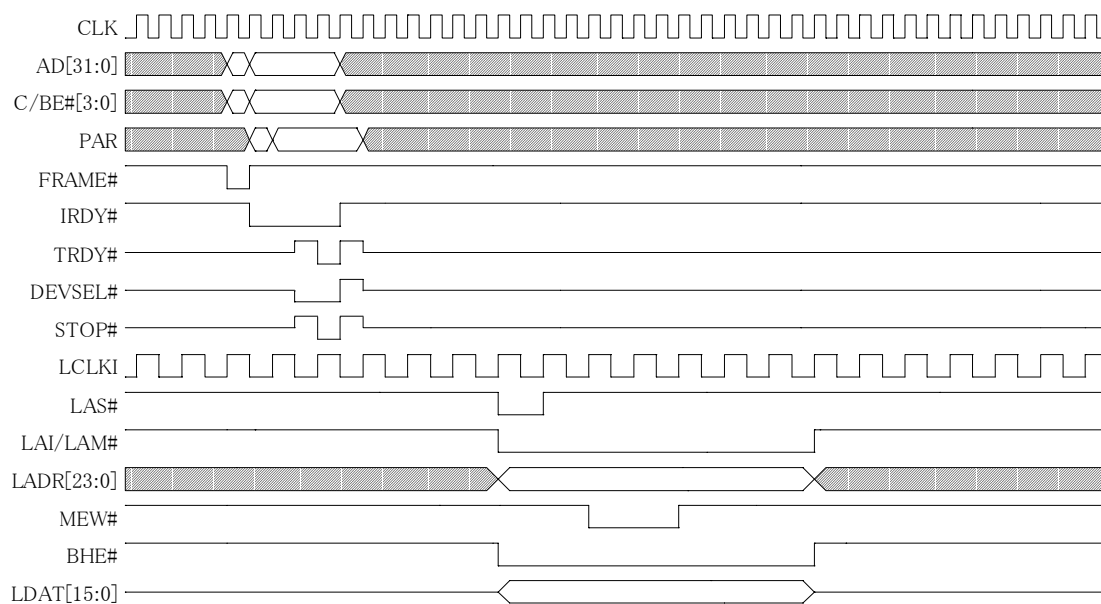 CLK
AD[31:0]
C/BE#[3:0]
PAR
FRAME#
IRDY#
TRDY#
DEVSEL#
STOP#
LCLKI
LAS#
LAI/LAM#
LADR[23:0]
MEW#
BHE#
LDAT[15:0]